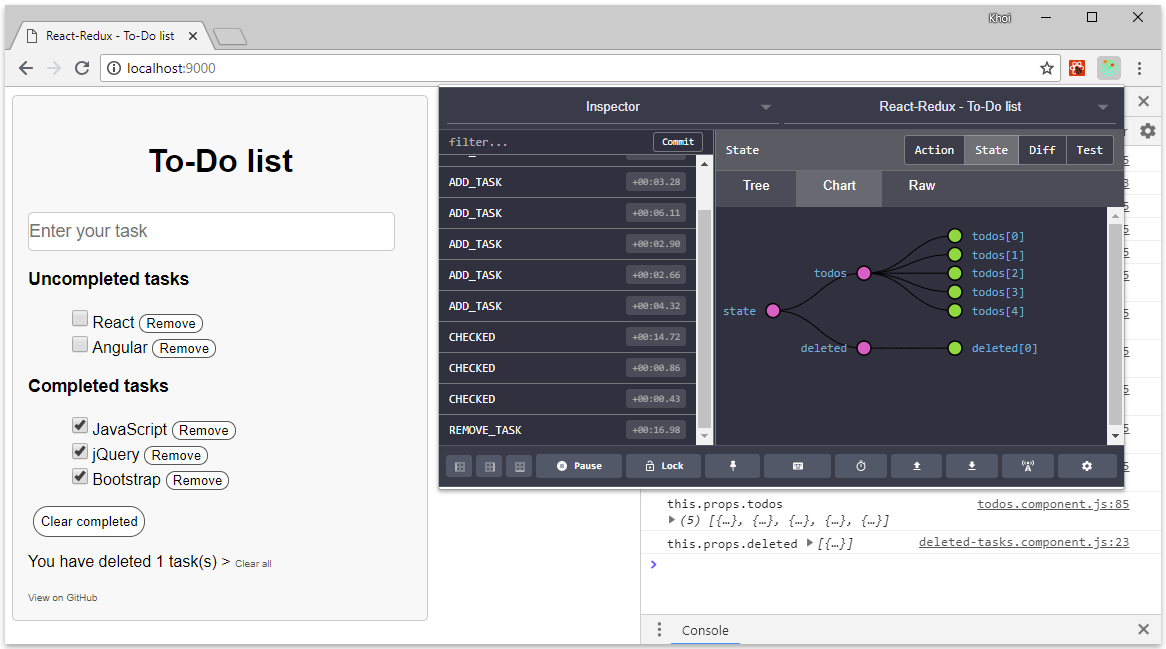 Khoi
React-Redux - To-Do list
localhost:9000
To-Do list
Enter your task
Uncompleted tasks
React Remove
Angular Remove
Completed tasks
JavaScript Remove
jQuery Remove
Bootstrap Remove
Clear completed
You have deleted 1 task(s) > Clear all
View on GitHub
Inspector
React-Redux - To-Do list
filter... Commit
ADD_TASK +00:03.28
ADD_TASK +00:06.11
ADD_TASK +00:02.90
ADD_TASK +00:02.66
ADD_TASK +00:04.32
CHECKED +00:14.72
CHECKED +00:00.86
CHECKED +00:00.43
REMOVE_TASK +00:16.98
State Action State Diff Test
Tree Chart Raw
state
todos
todos[0]
todos[1]
todos[2]
todos[3]
todos[4]
deleted
deleted[0]
Pause Lock
this.props.todos todos.component.js:85
(5) [{…}, {…}, {…}, {…}, {…}]
this.props.deleted [{…}] deleted-tasks.component.js:23
Console